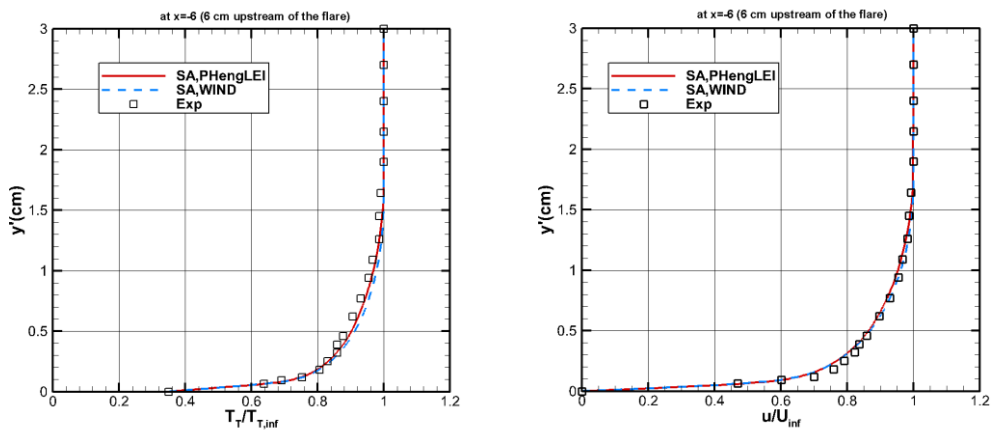 at x=-6 (6 cm upstream of the flare)
3
2.5
2
1.5
1
0.5
0
y'(cm)
SA,PHengLEI
SA,WIND
Exp
0 0.2 0.4 0.6 0.8 1 1.2
T_T/T_T,inf
at x=-6 (6 cm upstream of the flare)
3
2.5
2
1.5
1
0.5
0
y'(cm)
SA,PHengLEI
SA,WIND
Exp
0 0.2 0.4 0.6 0.8 1 1.2
u/U_inf